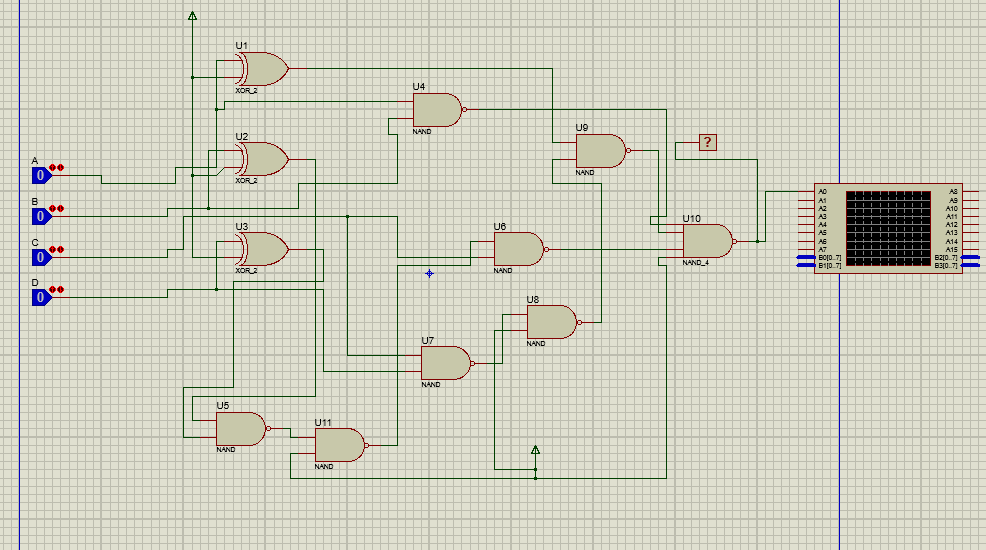 U1
XOR_2
U4
NAND
U2
XOR_2
U9
NAND
?
A
0
B
0
C
0
D
0
U3
XOR_2
U6
NAND
U10
NAND_4
A0
A1
A2
A3
A4
A5
A6
A7
B0[0..7]
B1[0..7]
A8
A9
A10
A11
A12
A13
A14
A15
B2[0..7]
B3[0..7]
U8
NAND
U7
NAND
U5
NAND
U11
NAND